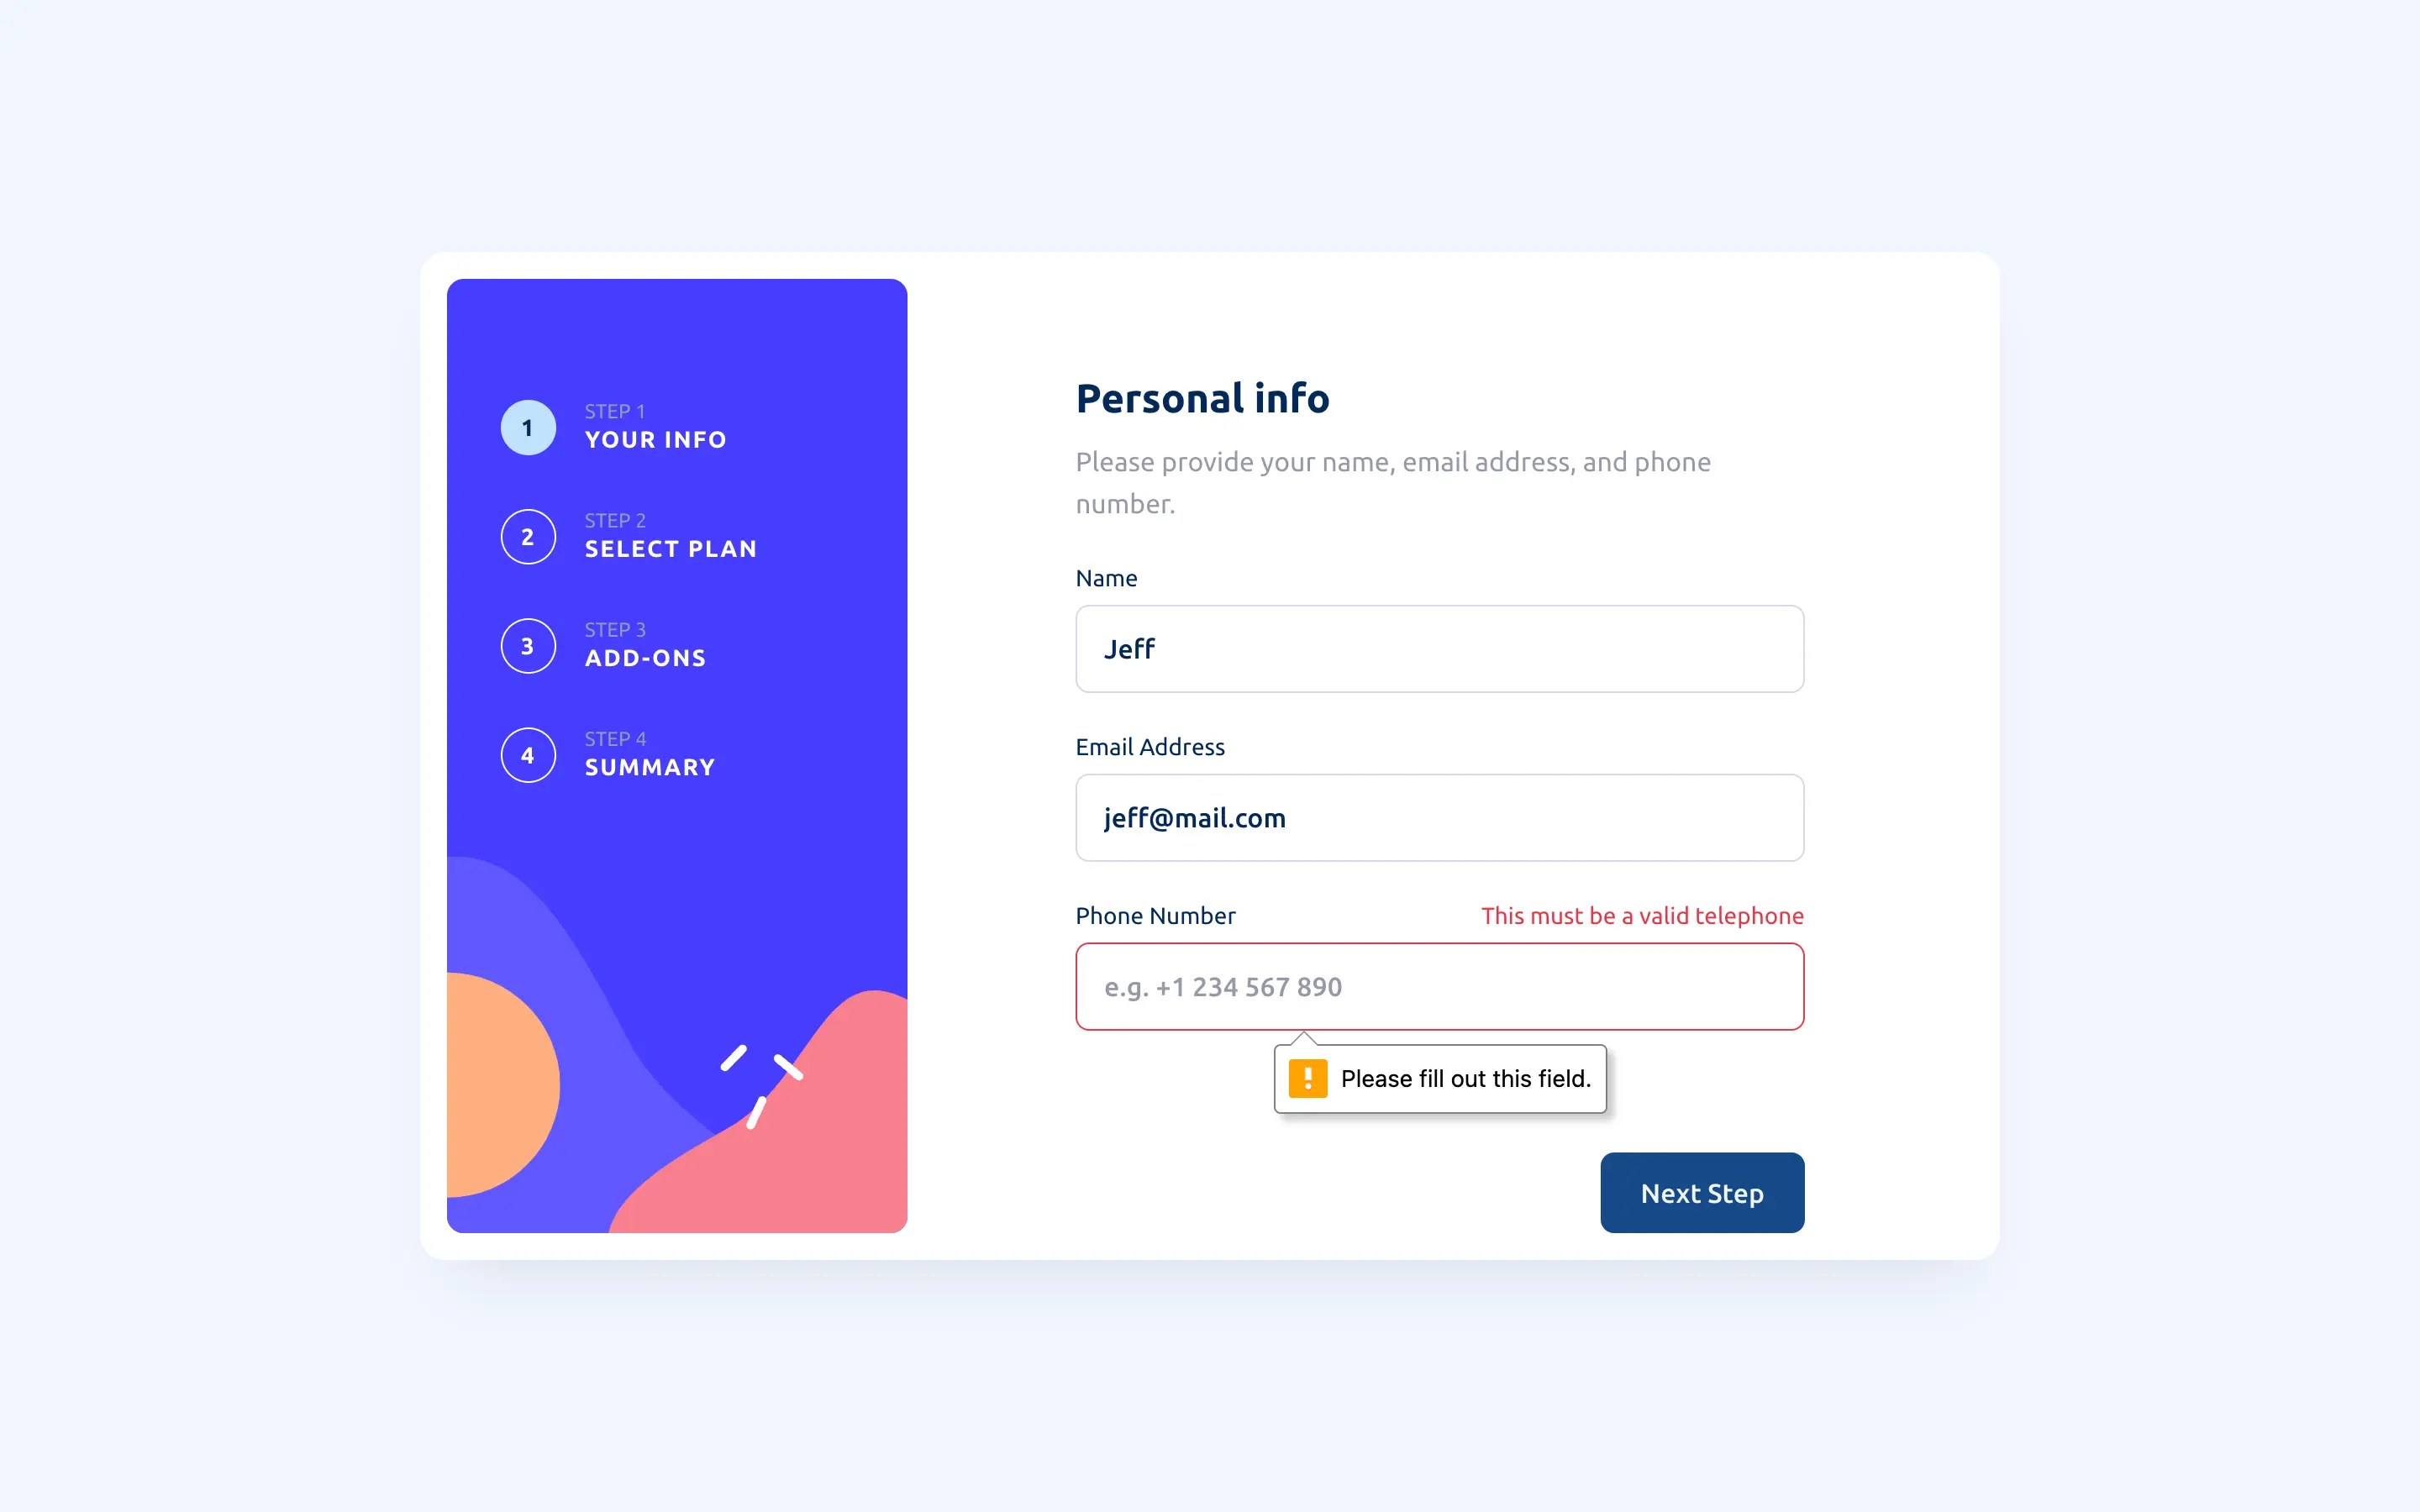 1
STEP 1
YOUR INFO
2
STEP 2
SELECT PLAN
3
STEP 3
ADD-ONS
4
STEP 4
SUMMARY
Personal info
Please provide your name, email address, and phone
number.
Name
Jeff
Email Address
jeff@mail.com
Phone Number
This must be a valid telephone
e.g. +1 234 567 890
Please fill out this field.
Next Step